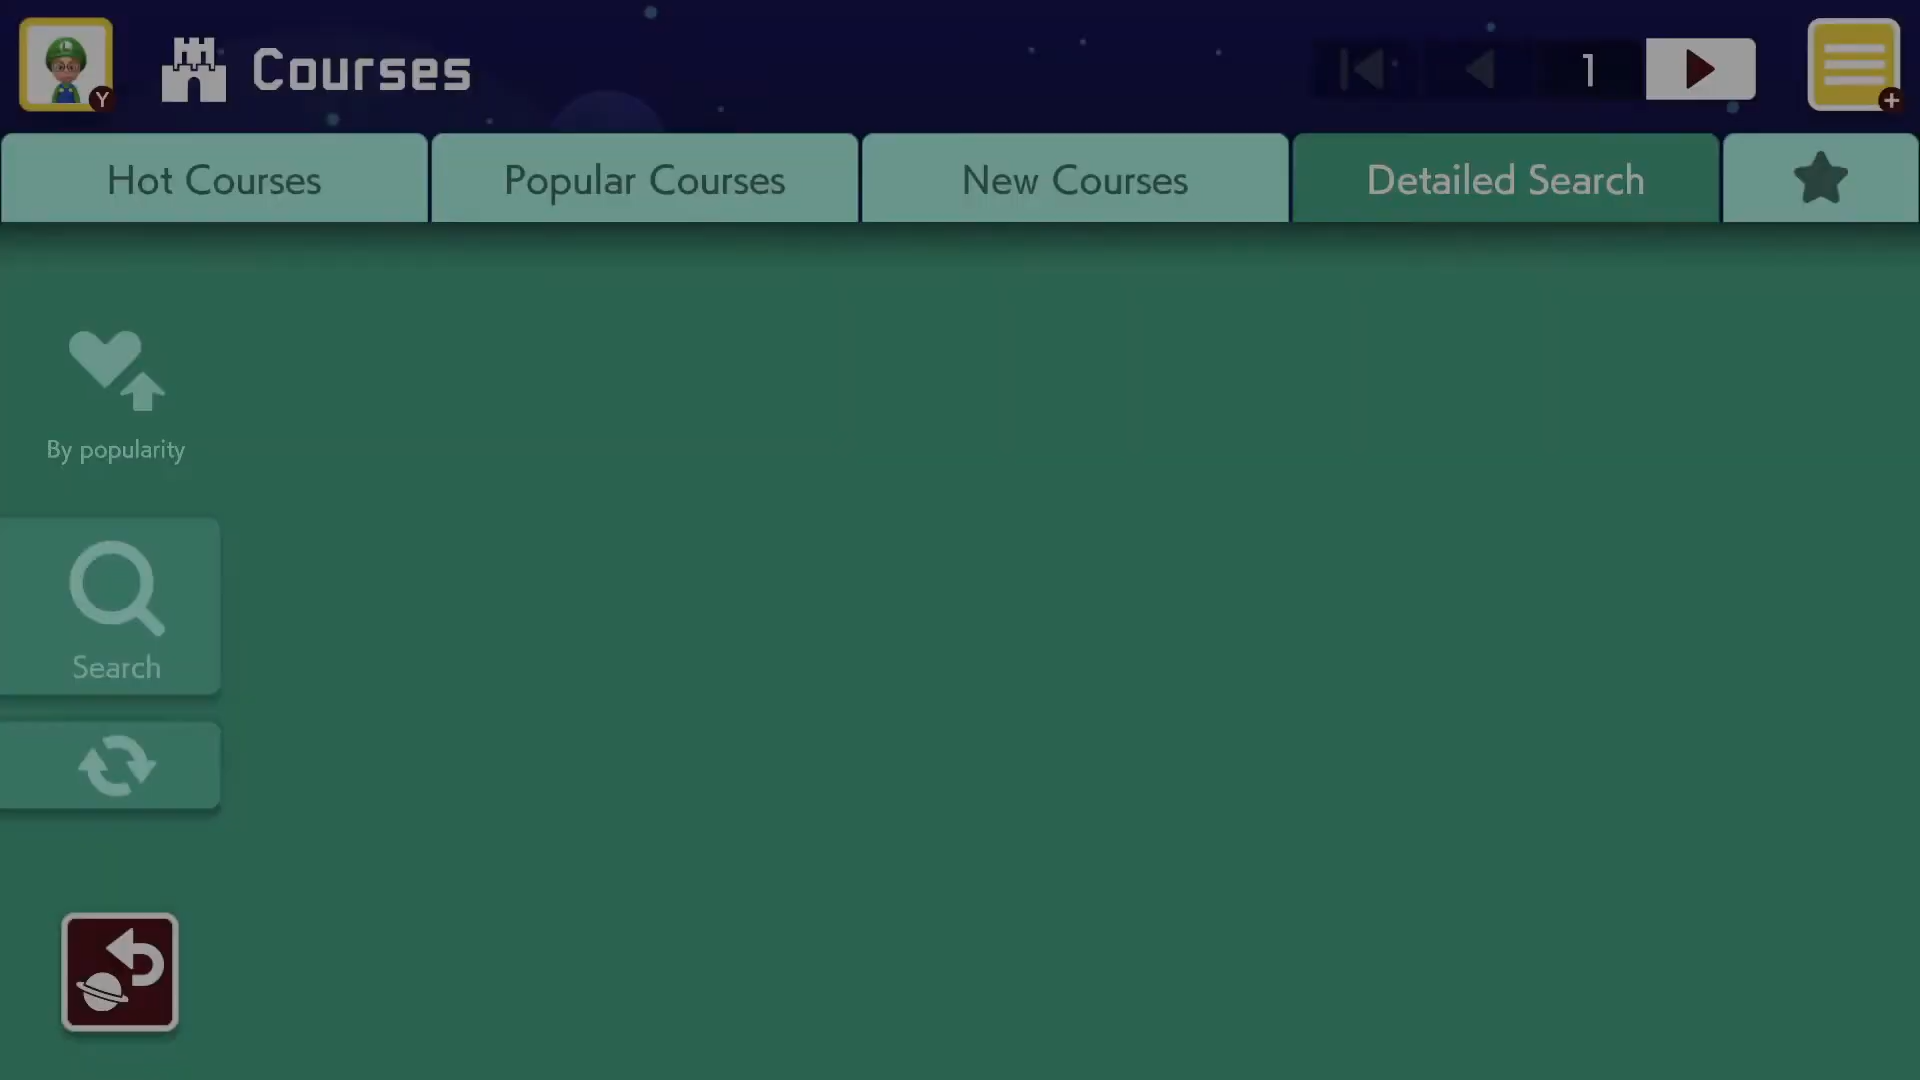 Y
Courses
1
+
Hot Courses
Popular Courses
New Courses
Detailed Search
By popularity
Search